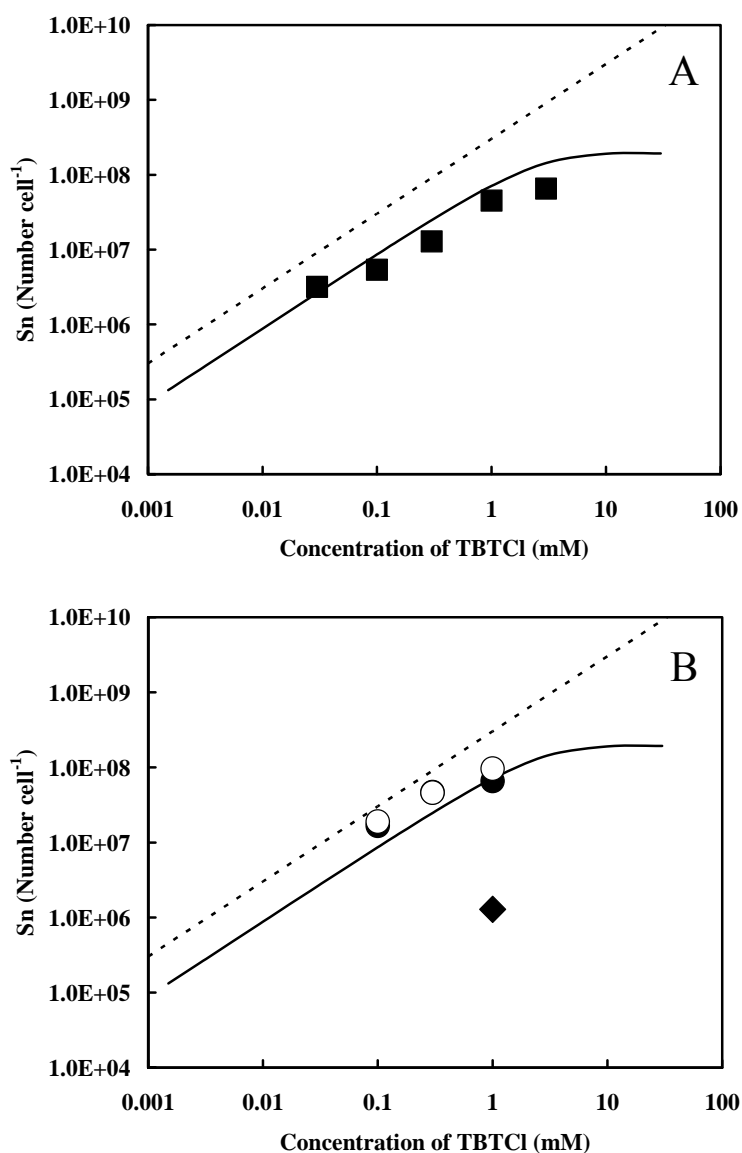 1.0E+10
A
1.0E+09
1.0E+08
1.0E+07
1.0E+06
1.0E+05
1.0E+04
Sn (Number cell⁻¹)
0.001 0.01 0.1 1 10 100
Concentration of TBTCl (mM)
1.0E+10
B
1.0E+09
1.0E+08
1.0E+07
1.0E+06
1.0E+05
1.0E+04
Sn (Number cell⁻¹)
0.001 0.01 0.1 1 10 100
Concentration of TBTCl (mM)